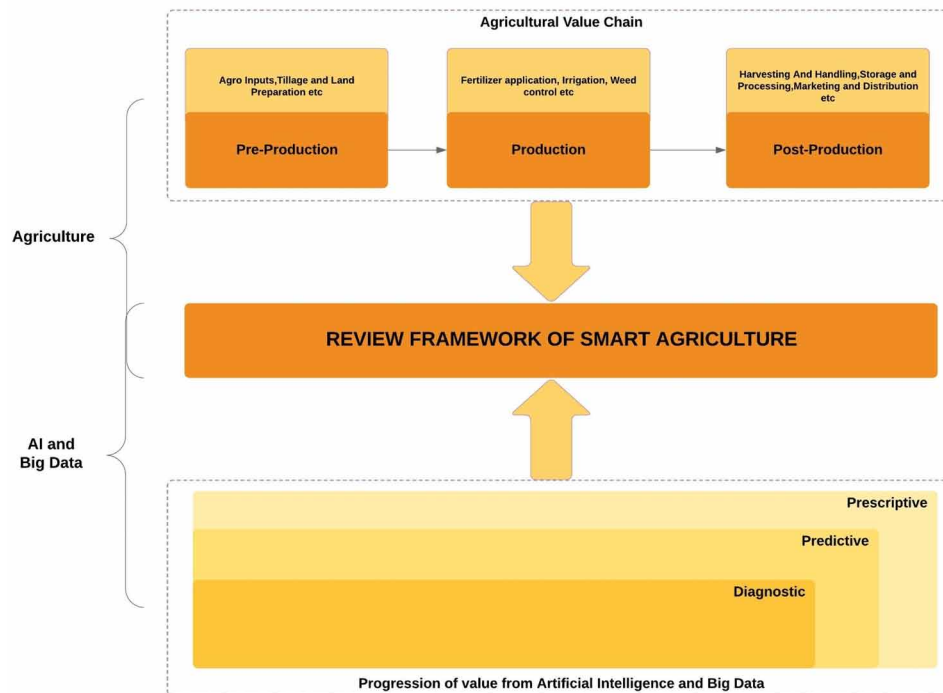 Agricultural Value Chain
Agro Inputs,Tillage and Land
Preparation etc
Pre-Production
Fertilizer application, Irrigation, Weed
control etc
Production
Harvesting And Handling,Storage and
Processing,Marketing and Distribution
etc
Post-Production
Agriculture
REVIEW FRAMEWORK OF SMART AGRICULTURE
AI and
Big Data
Prescriptive
Predictive
Diagnostic
Progression of value from Artificial Intelligence and Big Data